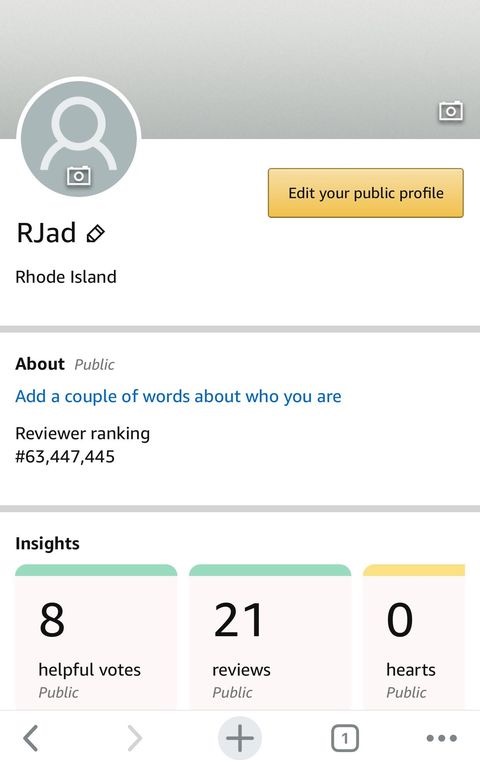 Edit your public profile
RJad
Rhode Island
About Public
Add a couple of words about who you are
Reviewer ranking
#63,447,445
Insights
8
helpful votes
Public
21
reviews
Public
0
hearts
Public
1